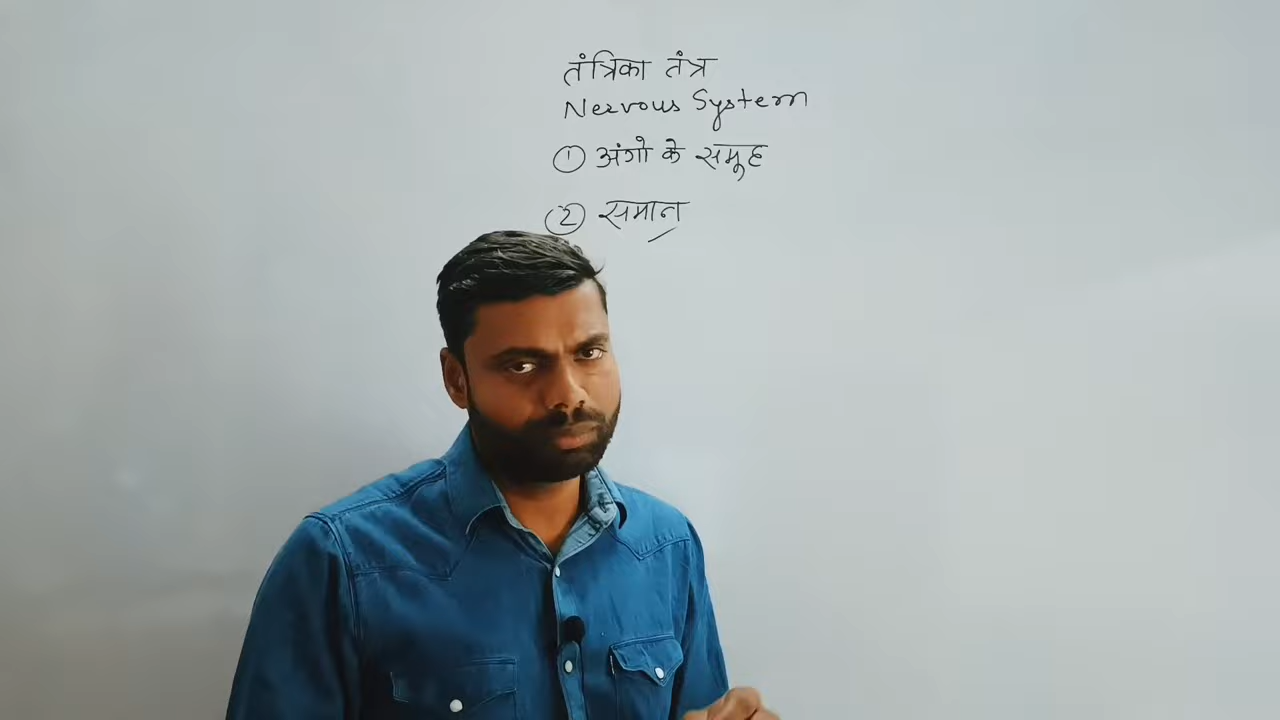 तंत्रिका तंत्र
Nervous System
① अंगो के समूह
② समान